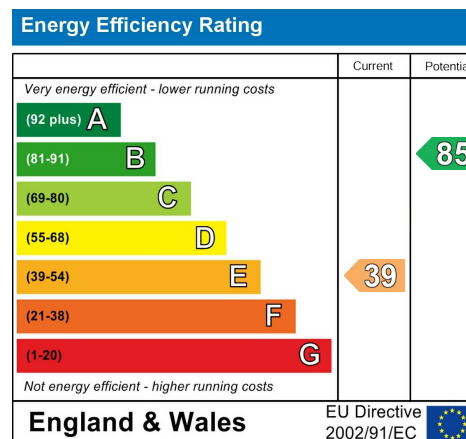 Energy Efficiency Rating
Current Potentia
Very energy efficient - lower running costs
(92 plus) A
(81-91) B 85
(69-80) C
(55-68) D
(39-54) E 39
(21-38) F
(1-20) G
Not energy efficient - higher running costs
England & Wales
EU Directive
2002/91/EC